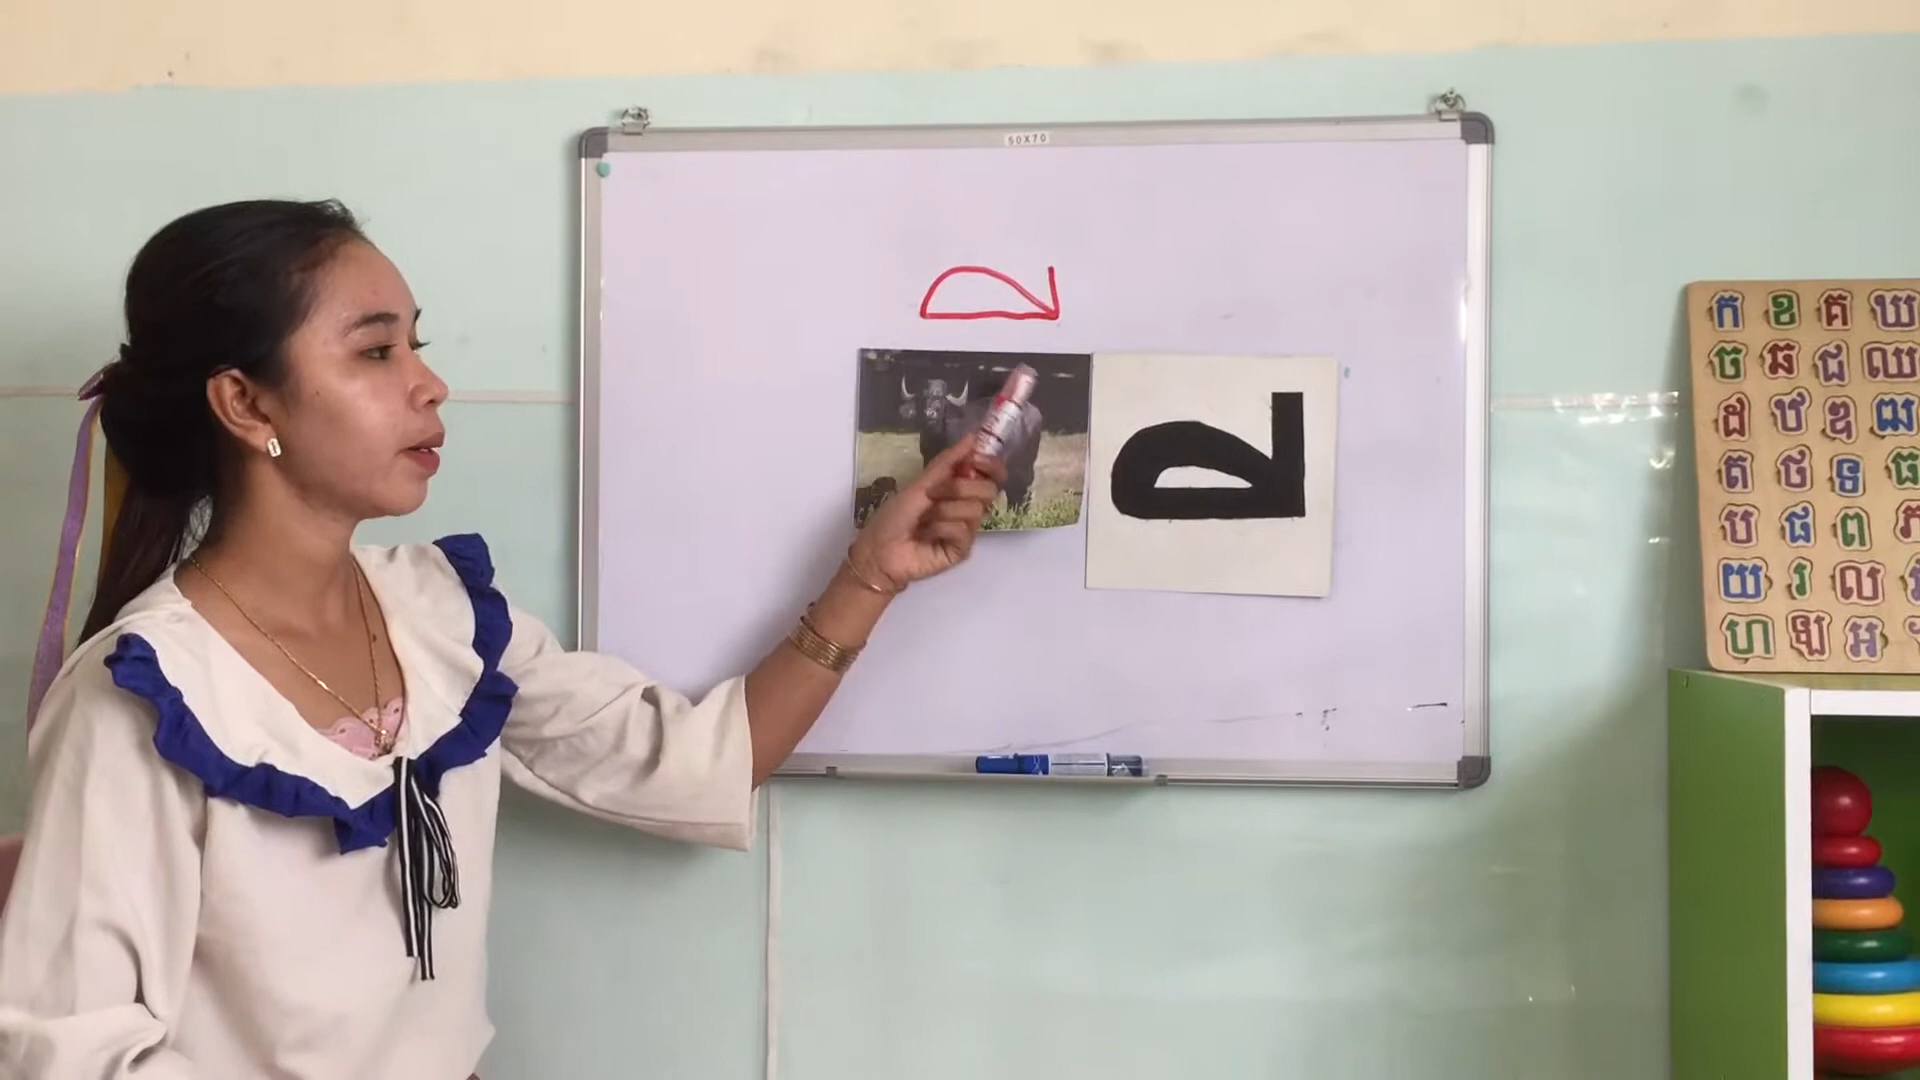 50X70
ី
ី
ក ខ គ ឃ
ច ឆ ជ ឈ
ដ ឋ ឌ ឍ
ត ថ ទ ធ
ប ផ ព ភ
យ រ ល
ហ ឡ អ